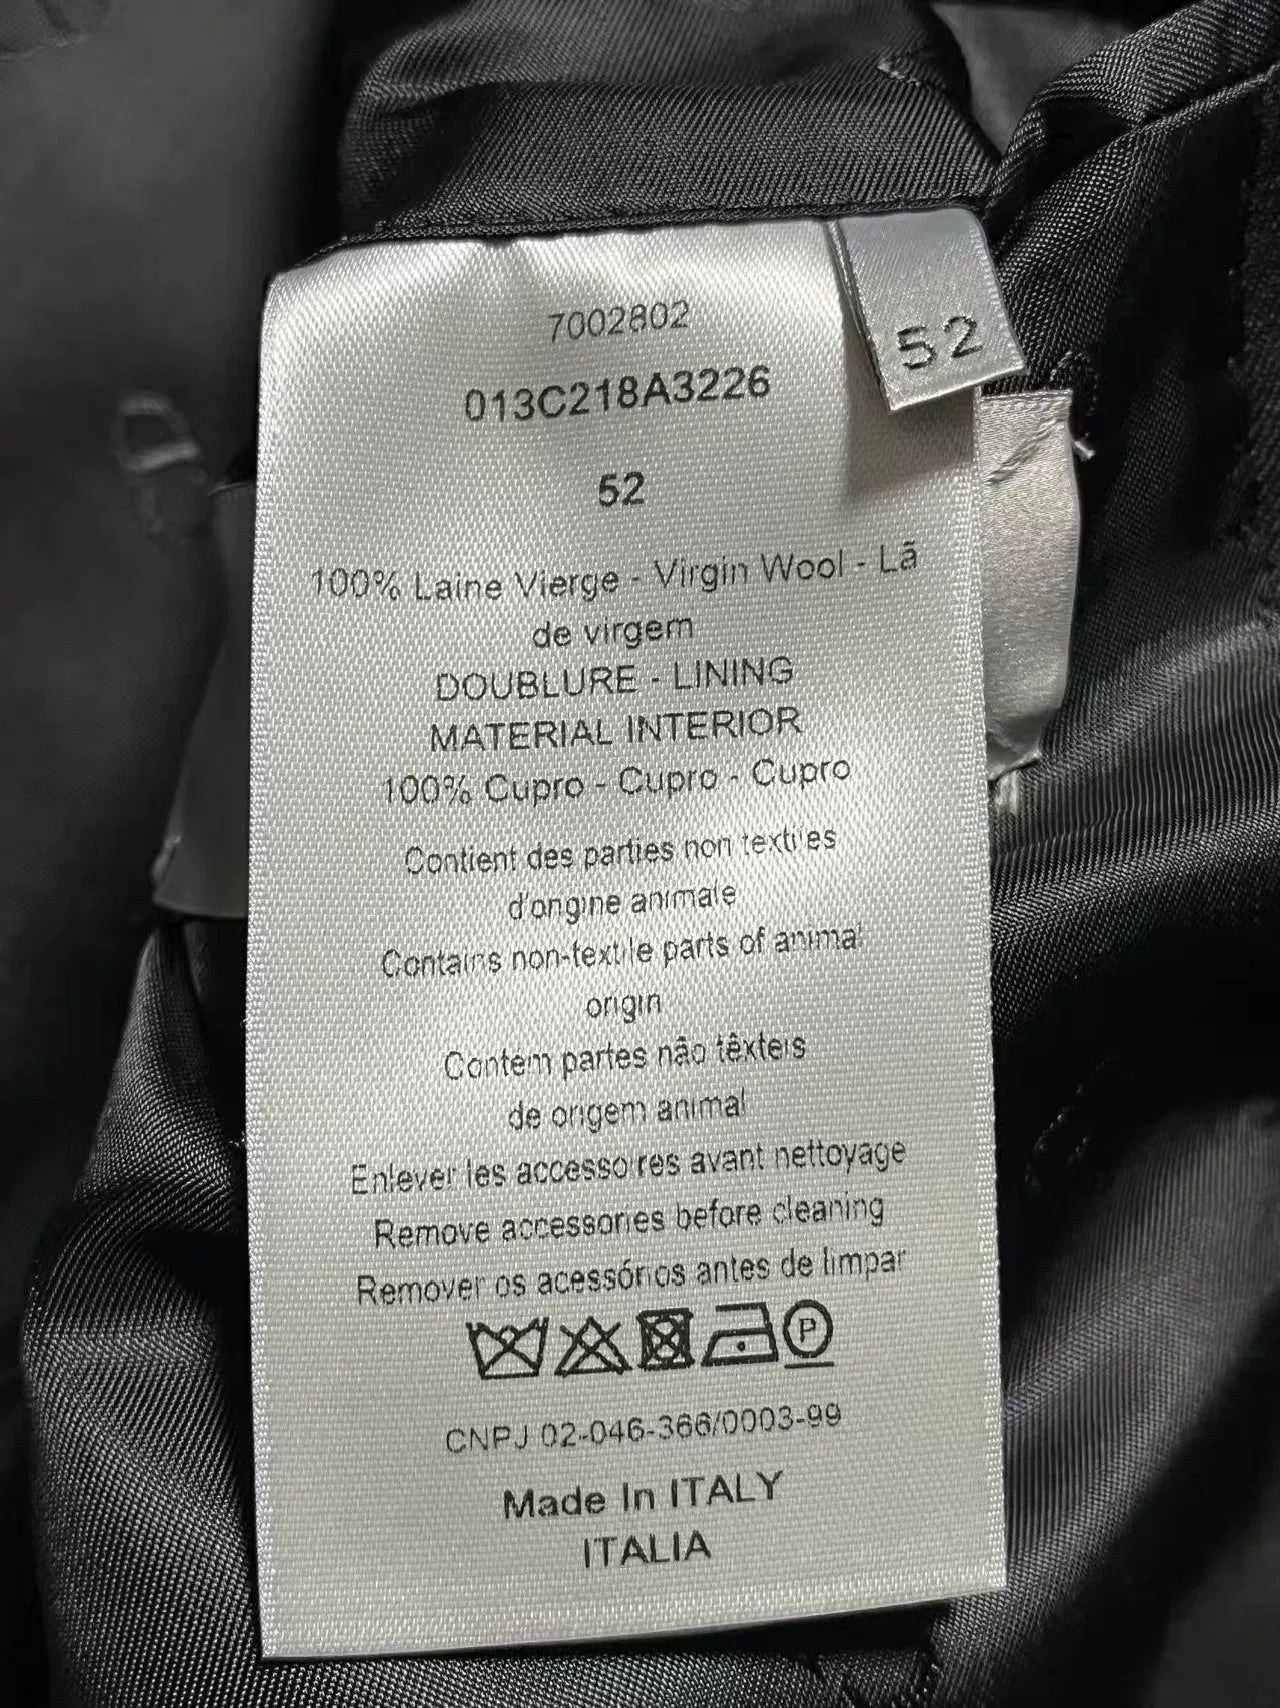 7002802
52
013C218A3226
52
100% Laine Vierge - Virgin Wool - Lã
de virgem
DOUBLURE - LINING
MATERIAL INTERIOR
100% Cupro - Cupro - Cupro
Contient des parties non textiles
d'origine animale
Contains non-textile parts of animal
origin
Contém partes não têxteis
de origem animal
Enlever les accessoires avant nettoyage
Remove accessories before cleaning
Remover os acessórios antes de limpar
P
CNPJ 02-046-366/0003-99
Made In ITALY
ITALIA